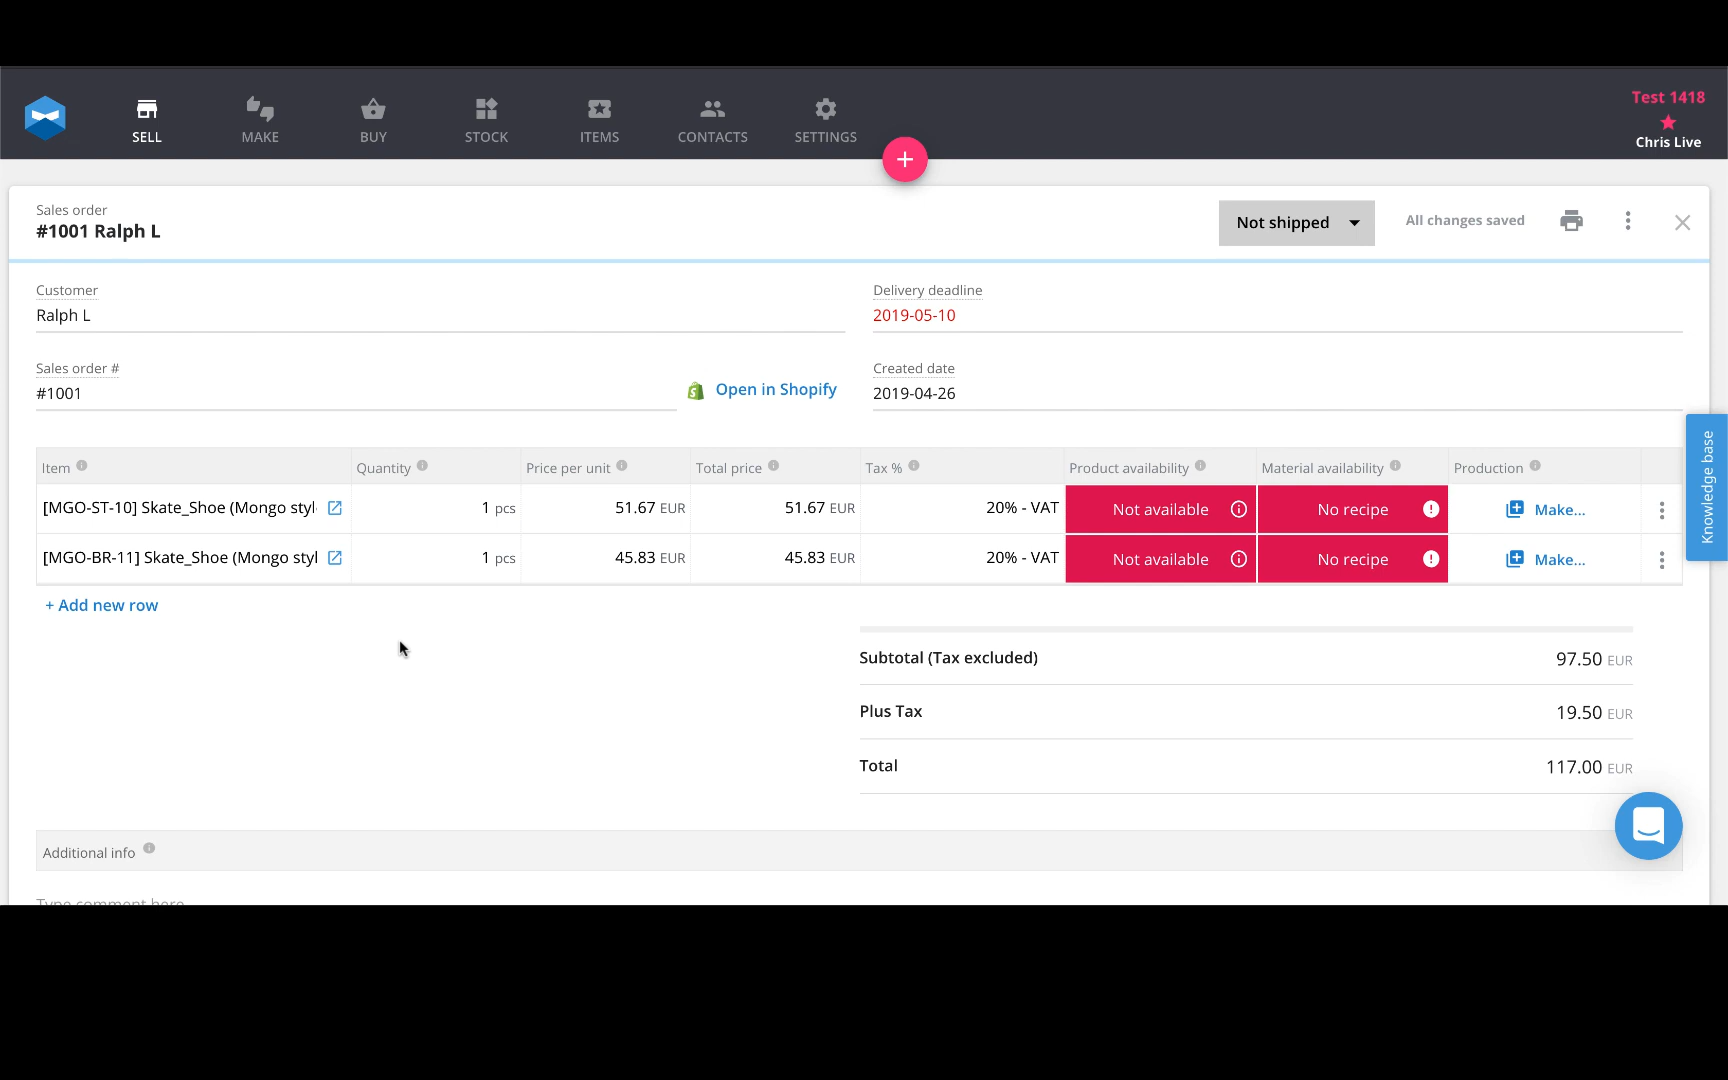 SELL MAKE BUY STOCK ITEMS CONTACTS SETTINGS
Test 1418
Chris Live
+
Sales order
#1001 Ralph L
Not shipped
All changes saved
Customer
Ralph L
Delivery deadline
2019-05-10
Sales order #
#1001
Open in Shopify
Created date
2019-04-26
Knowledge base
Item Quantity Price per unit Total price Tax % Product availability Material availability Production
[MGO-ST-10] Skate_Shoe (Mongo styl 1 pcs 51.67 EUR 51.67 EUR 20% - VAT Not available No recipe Make...
[MGO-BR-11] Skate_Shoe (Mongo styl 1 pcs 45.83 EUR 45.83 EUR 20% - VAT Not available No recipe Make...
+ Add new row
Subtotal (Tax excluded) 97.50 EUR
Plus Tax 19.50 EUR
Total 117.00 EUR
Additional info
Type comment here